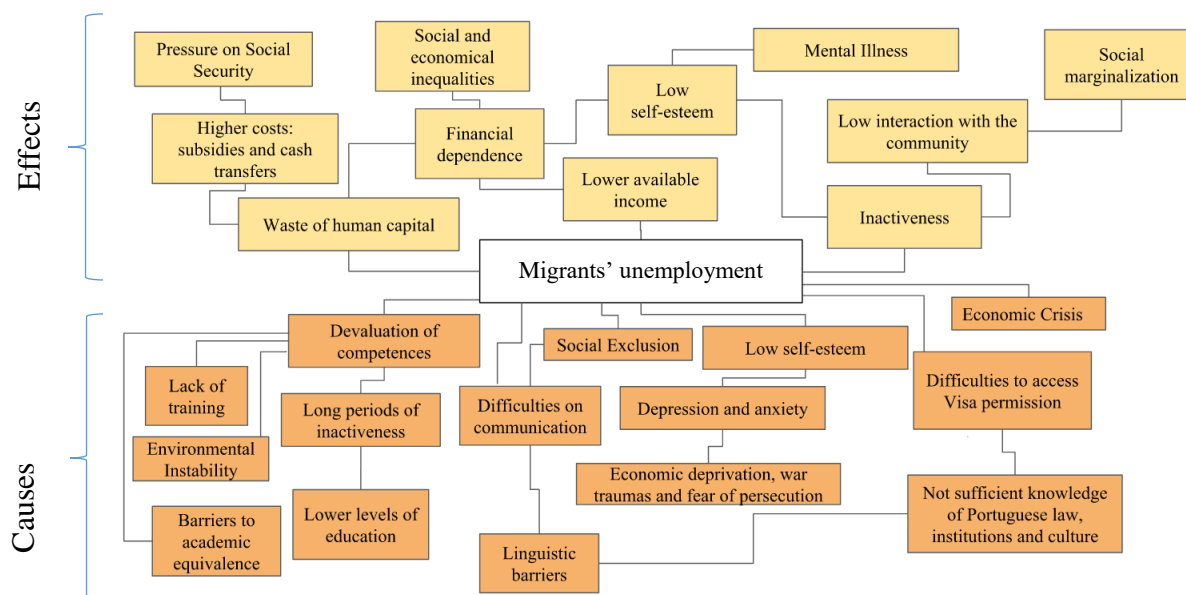 Effects
Pressure on Social
Security
Social and
economical
inequalities
Mental Illness
Social
marginalization
Low
self-esteem
Higher costs:
subsidies and cash
transfers
Financial
dependence
Low interaction with the
community
Lower available
income
Waste of human capital
Inactiveness
Migrants’ unemployment
Causes
Economic Crisis
Devaluation of
competences
Social Exclusion
Low self-esteem
Difficulties to access
Visa permission
Lack of
training
Long periods of
inactiveness
Difficulties on
communication
Depression and anxiety
Environmental
Instability
Economic deprivation, war
traumas and fear of persecution
Not sufficient knowledge
of Portuguese law,
institutions and culture
Barriers to
academic
equivalence
Lower levels of
education
Linguistic
barriers